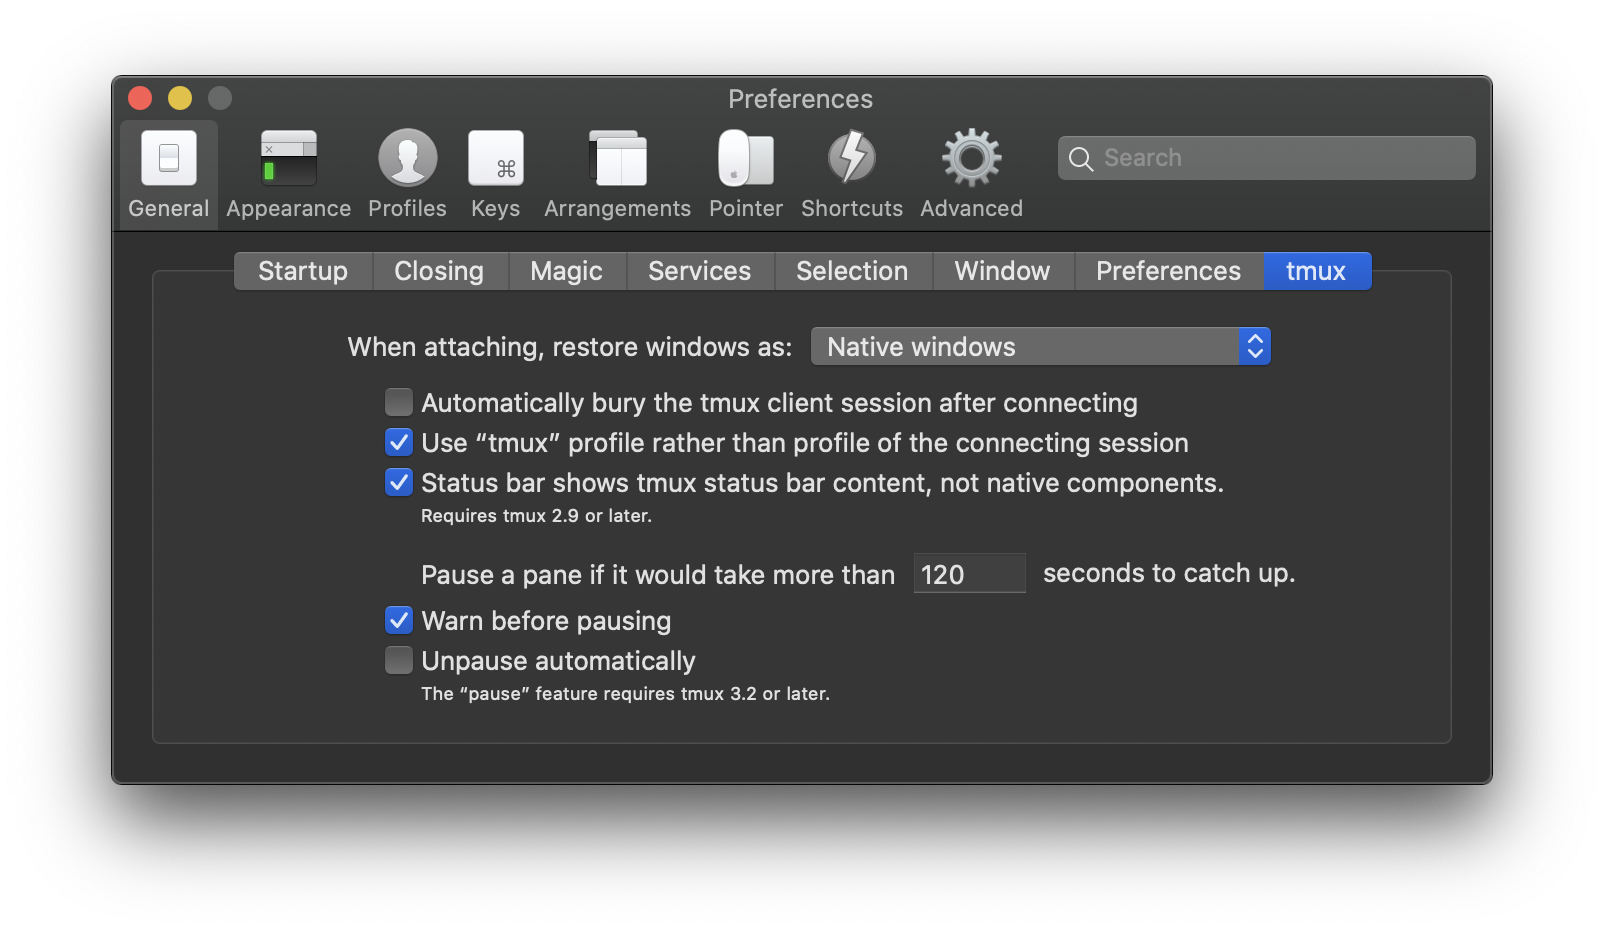 Preferences
General Appearance Profiles Keys Arrangements Pointer Shortcuts Advanced Search
Startup Closing Magic Services Selection Window Preferences tmux
When attaching, restore windows as: Native windows
Automatically bury the tmux client session after connecting
Use “tmux” profile rather than profile of the connecting session
Status bar shows tmux status bar content, not native components.
Requires tmux 2.9 or later.
Pause a pane if it would take more than 120 seconds to catch up.
Warn before pausing
Unpause automatically
The “pause” feature requires tmux 3.2 or later.